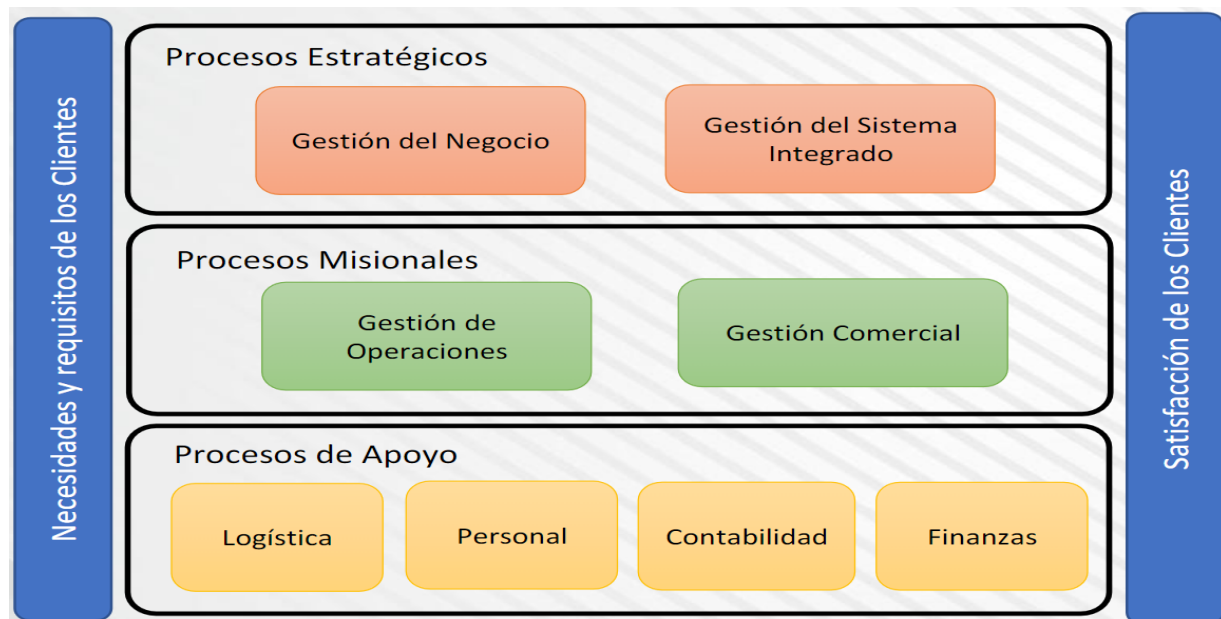 Necesidades y requisitos de los Clientes
Procesos Estratégicos
Gestión del Negocio
Gestión del Sistema
Integrado
Procesos Misionales
Gestión de
Operaciones
Gestión Comercial
Procesos de Apoyo
Logística
Personal
Contabilidad
Finanzas
Satisfacción de los Clientes